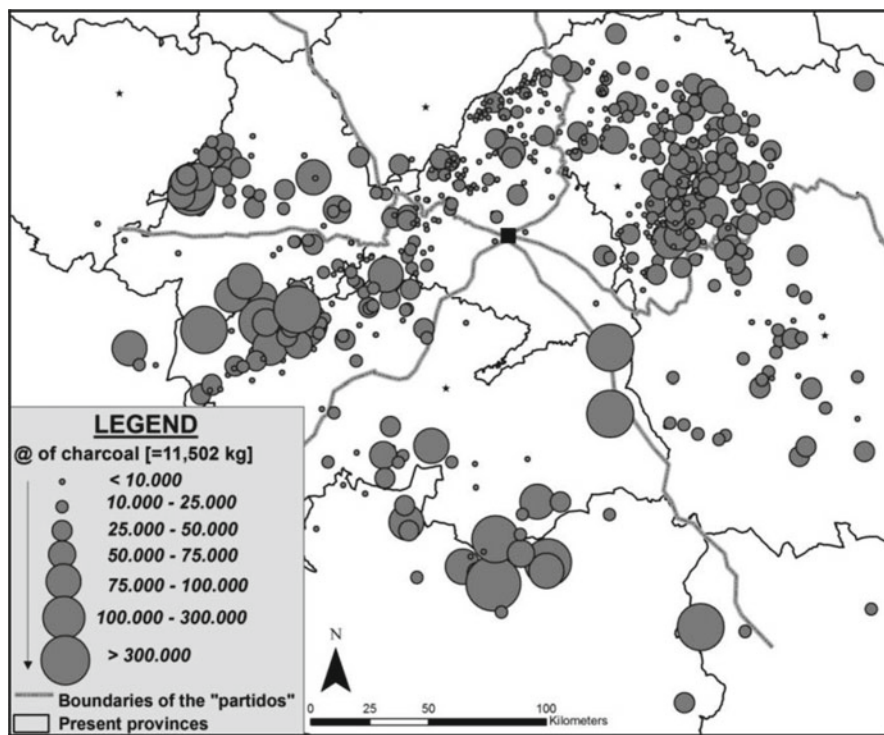 LEGEND
@ of charcoal [=11,502 kg]
< 10.000
10.000 - 25.000
25.000 - 50.000
50.000 - 75.000
75.000 - 100.000
100.000 - 300.000
> 300.000
Boundaries of the "partidos"
Present provinces
N
0 25 50 100
Kilometers